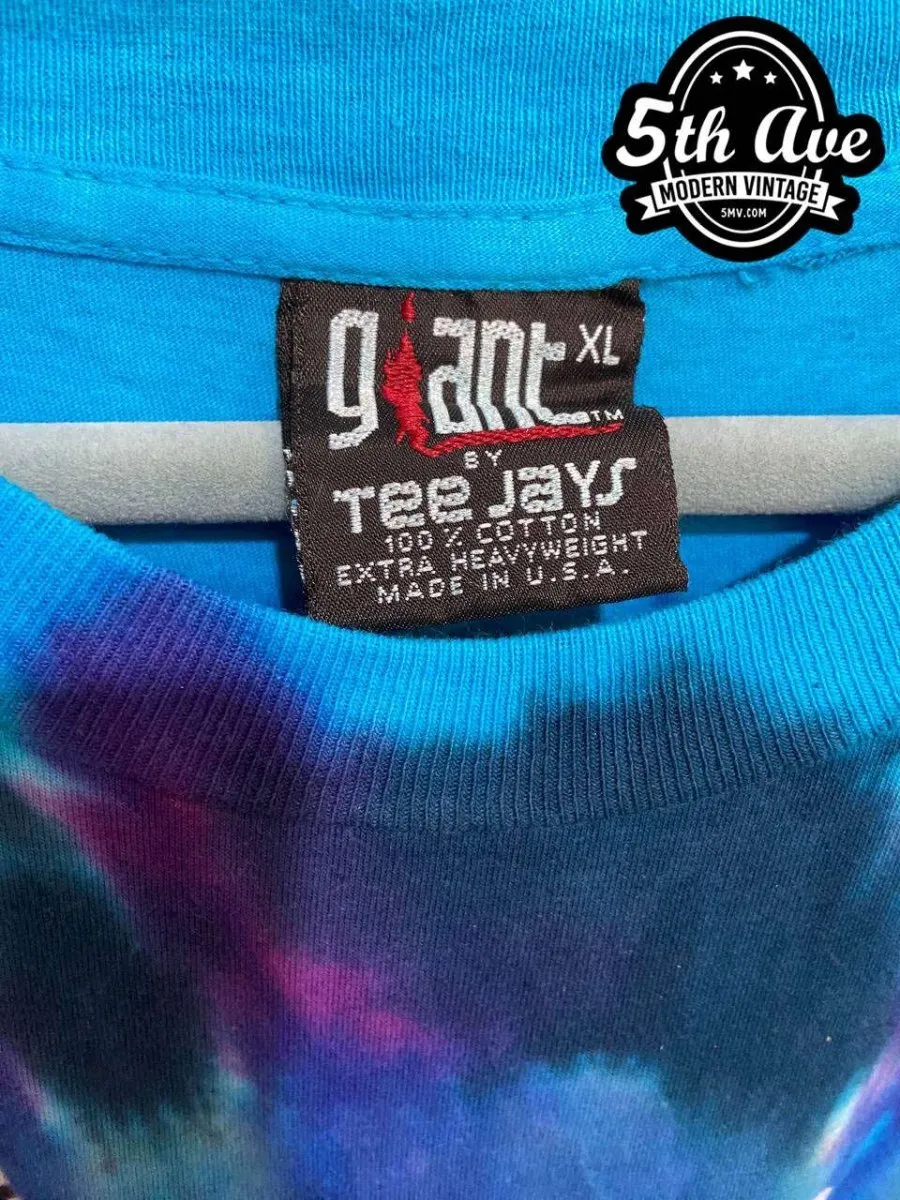 5th Ave
MODERN VINTAGE
5MV.COM
giant XL
TM
BY
Tee Jays
100% COTTON
EXTRA HEAVYWEIGHT
MADE IN U.S.A.